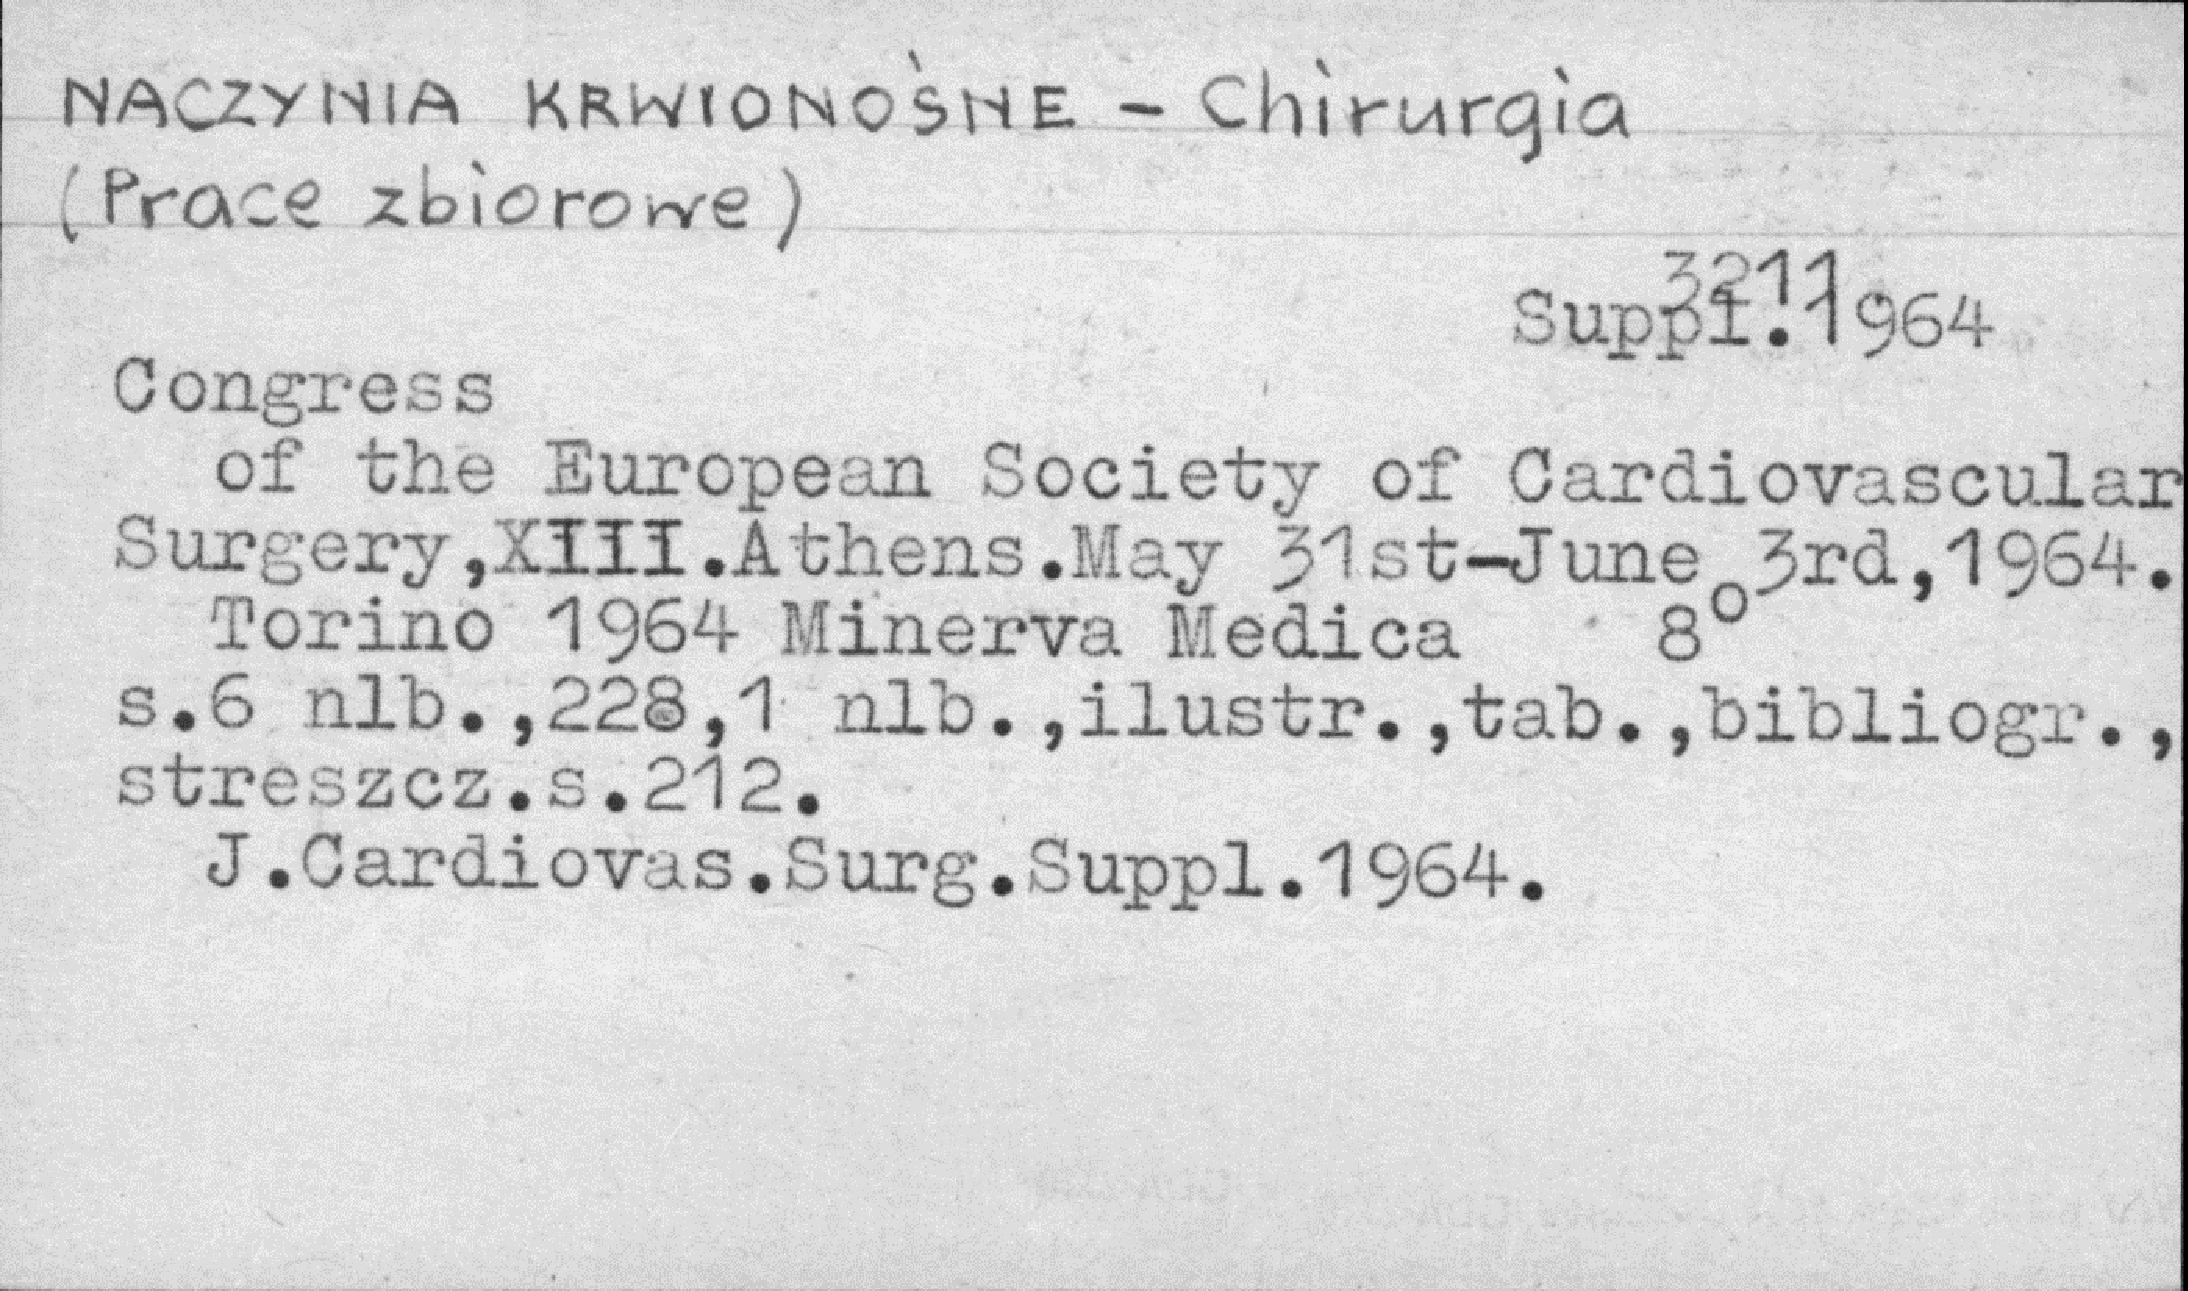 NACZYNIA KRWIONOŚNE - Chirurgia
(Prace zbiorowe)
3211
Suppl.1964
Congress
of the European Society of Cardiovascular
Surgery,XIII.Athens.May 31st-June 3rd,1964.
Torino 1964 Minerva Medica 8°
s.6 nlb.,228,1 nlb.,ilustr.,tab.,bibliogr.,
streszcz.s.212.
J.Cardiovas.Surg.Suppl.1964.